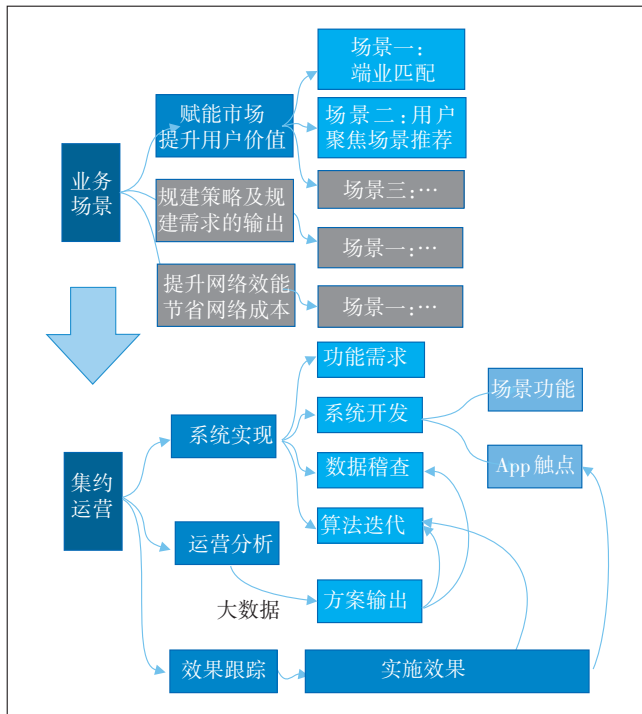 场景一：
端业匹配
赋能市场
提升用户价值
场景二：用户
聚焦场景推荐
业务
场景
场景三：…
规建策略及规
建需求的输出
场景一：…
提升网络效能
节省网络成本
场景一：…
功能需求
系统开发
场景功能
系统实现
数据稽查
App 触点
集约
运营
算法迭代
运营分析
大数据
方案输出
效果跟踪
实施效果